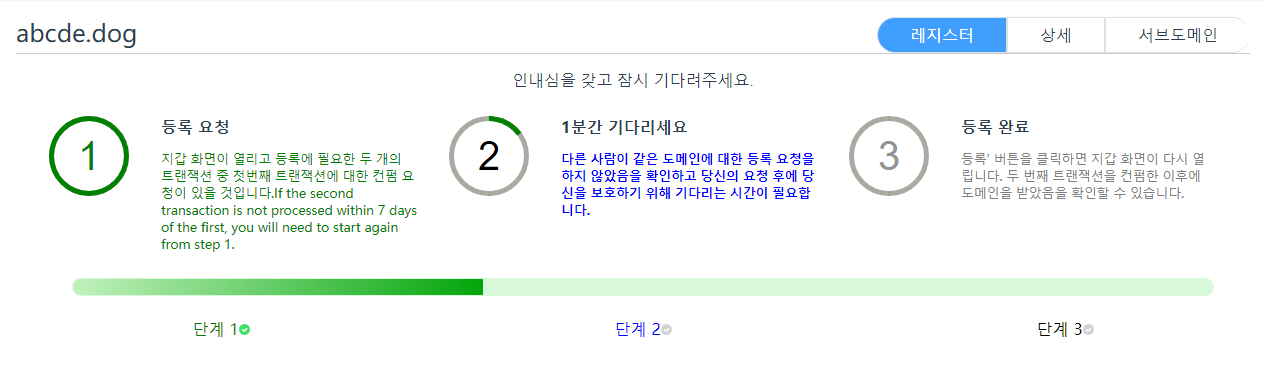 abcde.dog
레지스터
상세
서브도메인
인내심을 갖고 잠시 기다려주세요.
1
등록 요청
지갑 화면이 열리고 등록에 필요한 두 개의
트랜잭션 중 첫번째 트랜잭션에 대한 컨펌 요
청이 있을 것입니다.If the second
transaction is not processed within 7 days
of the first, you will need to start again
from step 1.
2
1분간 기다리세요
다른 사람이 같은 도메인에 대한 등록 요청을
하지 않았음을 확인하고 당신의 요청 후에 당
신을 보호하기 위해 기다리는 시간이 필요합
니다.
3
등록 완료
등록' 버튼을 클릭하면 지갑 화면이 다시 열
립니다. 두 번째 트랜잭션을 컨펌한 이후에
도메인을 받았음을 확인할 수 있습니다.
단계 1
단계 2
단계 3